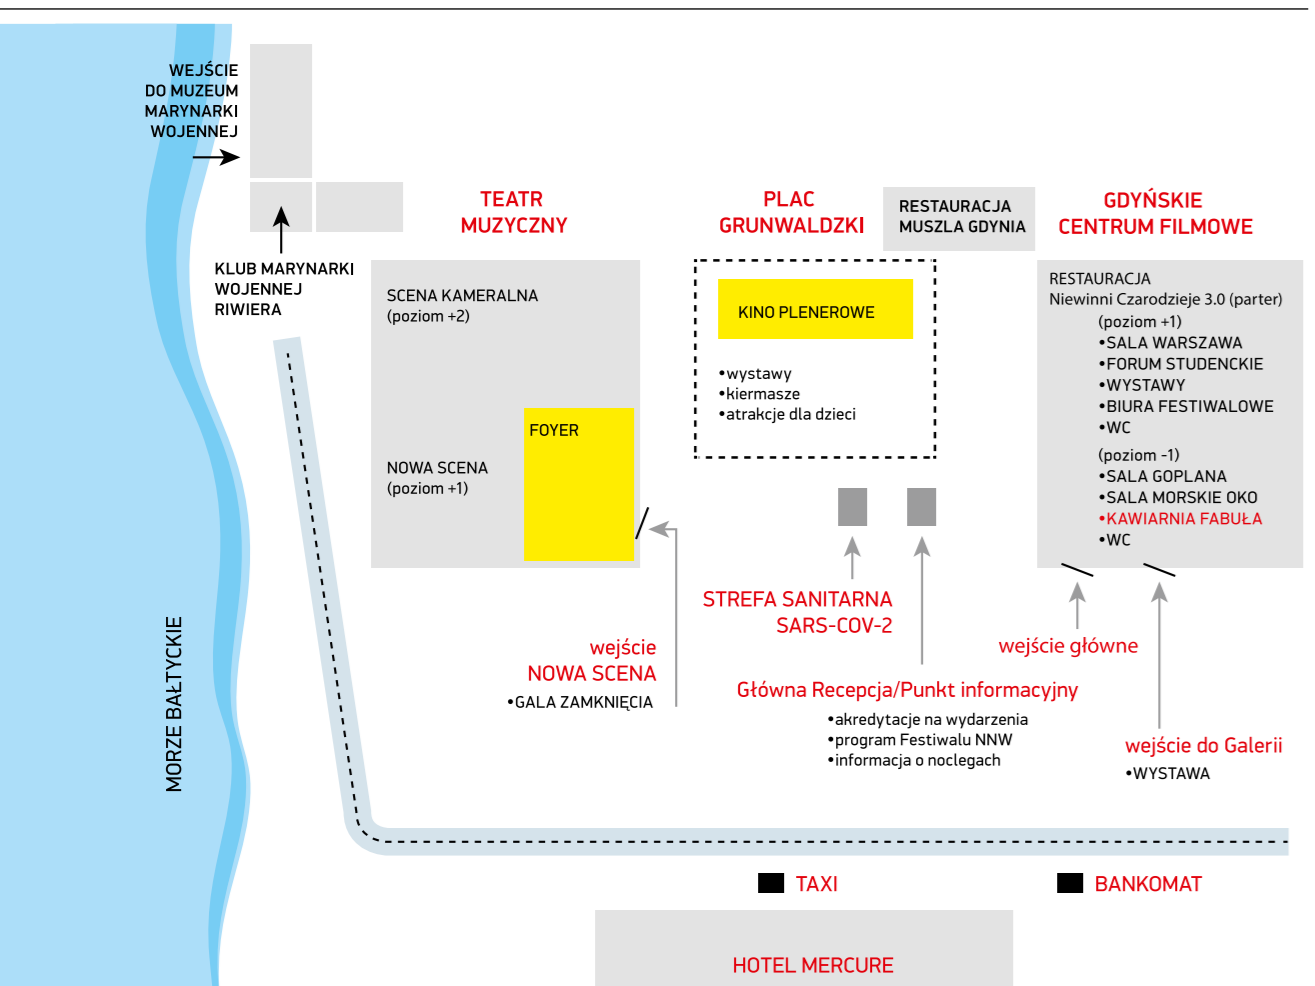 WEJŚCIE
DO MUZEUM
MARYNARKI
WOJENNEJ
KLUB MARYNARKI
WOJENNEJ
RIWIERA
MORZE BAŁTYCKIE
TEATR
MUZYCZNY
SCENA KAMERALNA
(poziom +2)
FOYER
NOWA SCENA
(poziom +1)
wejście
NOWA SCENA
•GALA ZAMKNIĘCIA
PLAC
GRUNWALDZKI
KINO PLENEROWE
•wystawy
•kiermasze
•atrakcje dla dzieci
STREFA SANITARNA
SARS-COV-2
Główna Recepcja/Punkt informacyjny
•akredytacje na wydarzenia
•program Festiwalu NNW
•informacja o noclegach
RESTAURACJA
MUSZLA GDYNIA
GDYŃSKIE
CENTRUM FILMOWE
RESTAURACJA
Niewinni Czarodzieje 3.0 (parter)
(poziom +1)
•SALA WARSZAWA
•FORUM STUDENCKIE
•WYSTAWY
•BIURA FESTIWALOWE
•WC
(poziom -1)
•SALA GOPLANA
•SALA MORSKIE OKO
•KAWIARNIA FABUŁA
•WC
wejście główne
wejście do Galerii
•WYSTAWA
TAXI
BANKOMAT
HOTEL MERCURE